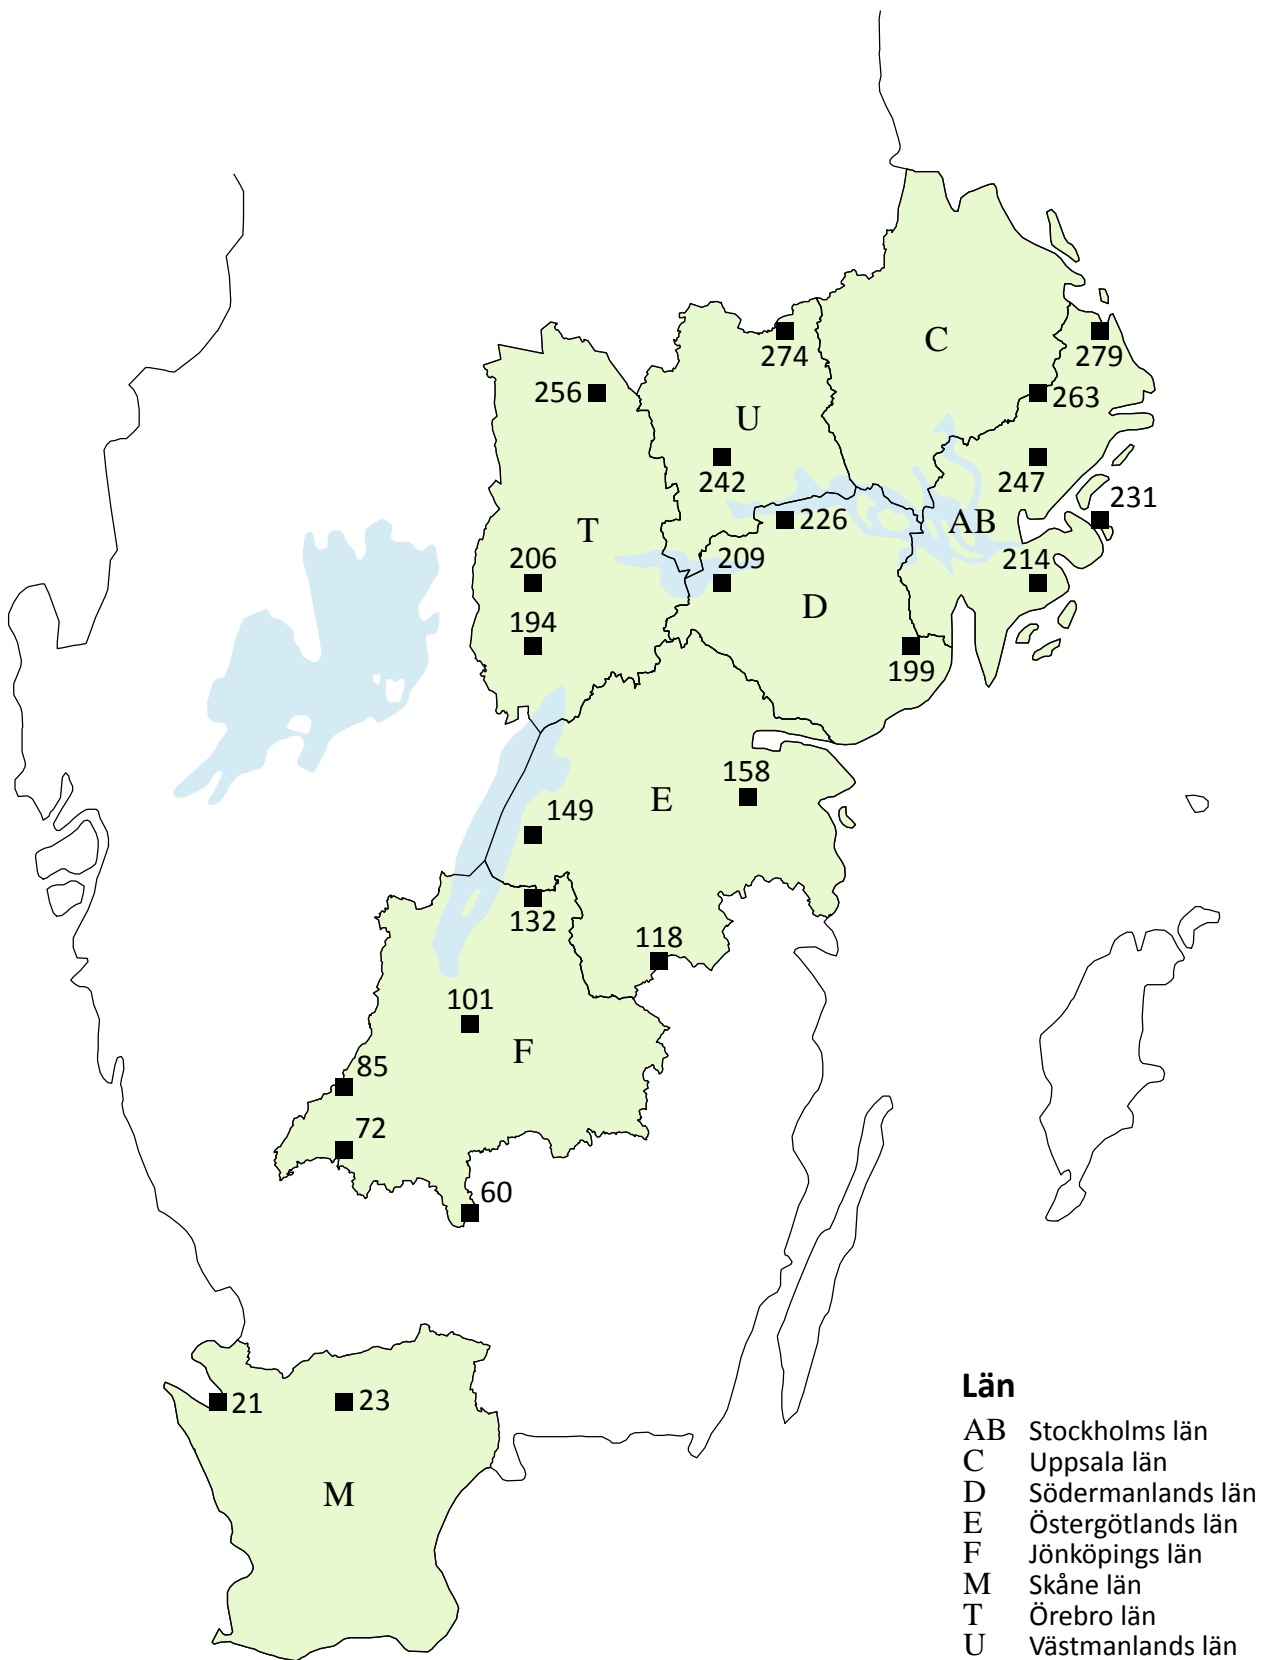 C
274
279
256
263
U
242
247
231
T
226
AB
206
209
214
D
194
199
158
E
149
132
118
101
F
85
72
60
21
23
M
Län
AB Stockholms län
C Uppsala län
D Södermanlands län
E Östergötlands län
F Jönköpings län
M Skåne län
T Örebro län
U Västmanlands län